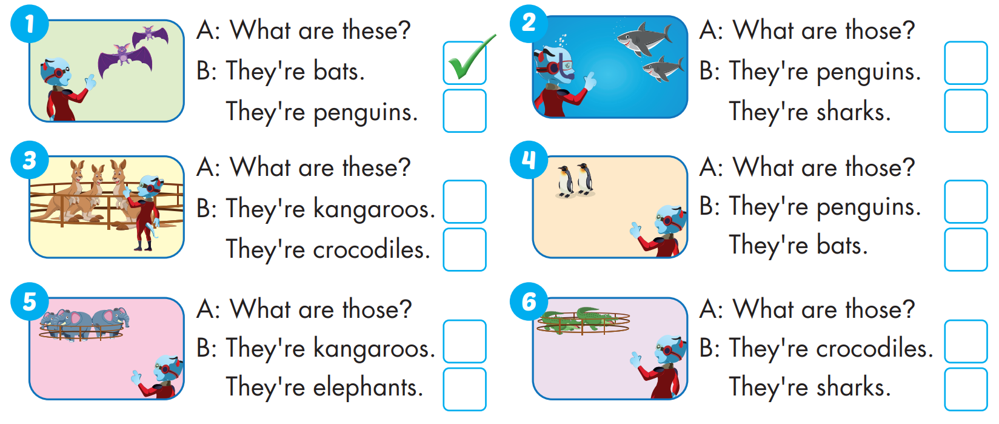 1
A: What are these?
B: They're bats.
They're penguins.
2
A: What are those?
B: They're penguins.
They're sharks.
3
A: What are these?
B: They're kangaroos.
They're crocodiles.
4
A: What are those?
B: They're penguins.
They're bats.
5
A: What are those?
B: They're kangaroos.
They're elephants.
6
A: What are those?
B: They're crocodiles.
They're sharks.